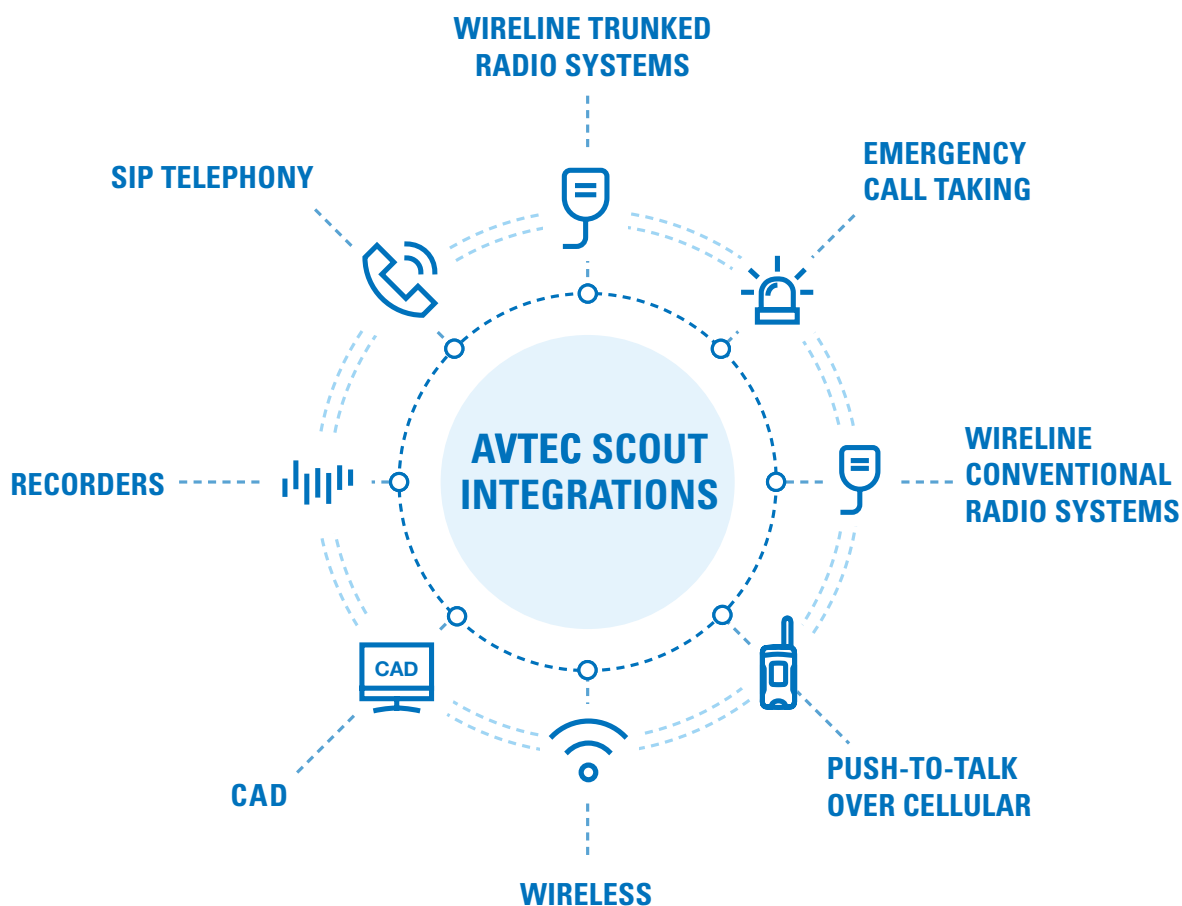 WIRELINE TRUNKED
RADIO SYSTEMS
EMERGENCY
CALL TAKING
SIP TELEPHONY
AVTEC SCOUT
INTEGRATIONS
WIRELINE
CONVENTIONAL
RADIO SYSTEMS
RECORDERS
CAD
PUSH-TO-TALK
OVER CELLULAR
CAD
WIRELESS